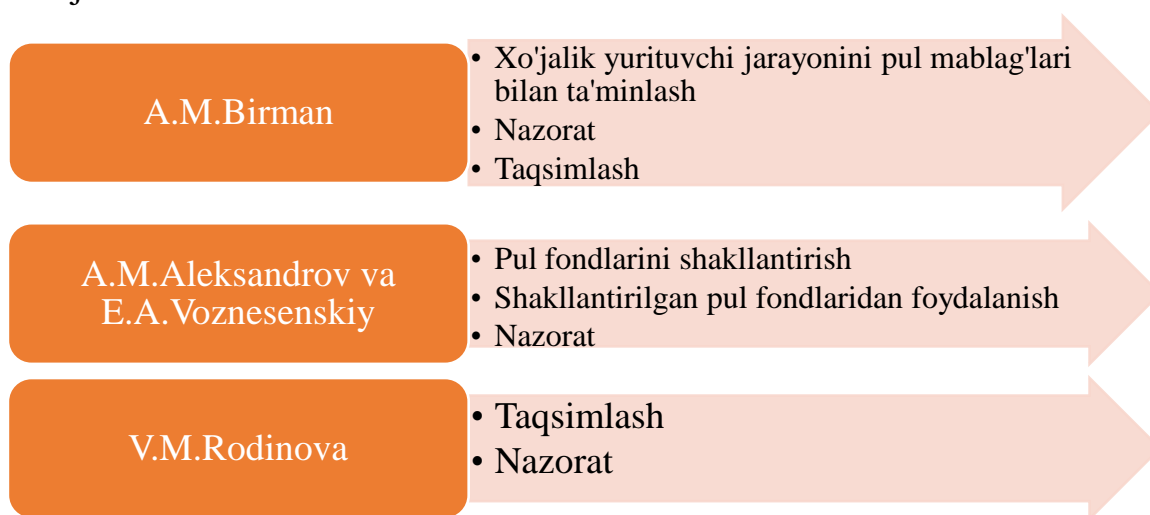 A.M.Birman
• Xo'jalik yurituvchi jarayonini pul mablag'lari
bilan ta'minlash
• Nazorat
• Taqsimlash
A.M.Aleksandrov va
E.A.Voznesenskiy
• Pul fondlarini shakllantirish
• Shakllantirilgan pul fondlaridan foydalanish
• Nazorat
V.M.Rodinova
• Taqsimlash
• Nazorat